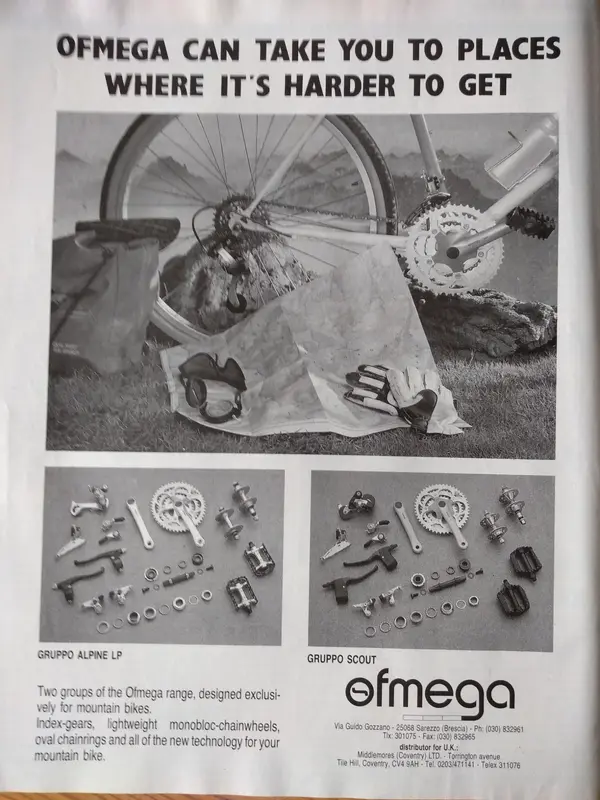 OFMEGA CAN TAKE YOU TO PLACES
WHERE IT'S HARDER TO GET
GRUPPO ALPINE LP
GRUPPO SCOUT
Two groups of the Ofmega range, designed exclusi-
vely for mountain bikes.
Index-gears, lightweight monobloc-chainwheels,
oval chainrings and all of the new technology for your
mountain bike.
ofmega
Via Guido Gozzano - 25068 Sarezzo (Brescia) - Ph: (030) 832961
Tlx: 301075 - Fax: (030) 832965
distributor for U.K.:
Middlemores (Coventry) LTD. - Torrington avenue
Tile Hill, Coventry, CV4 9AH - Tel. 0203/471141 - Telex 311076